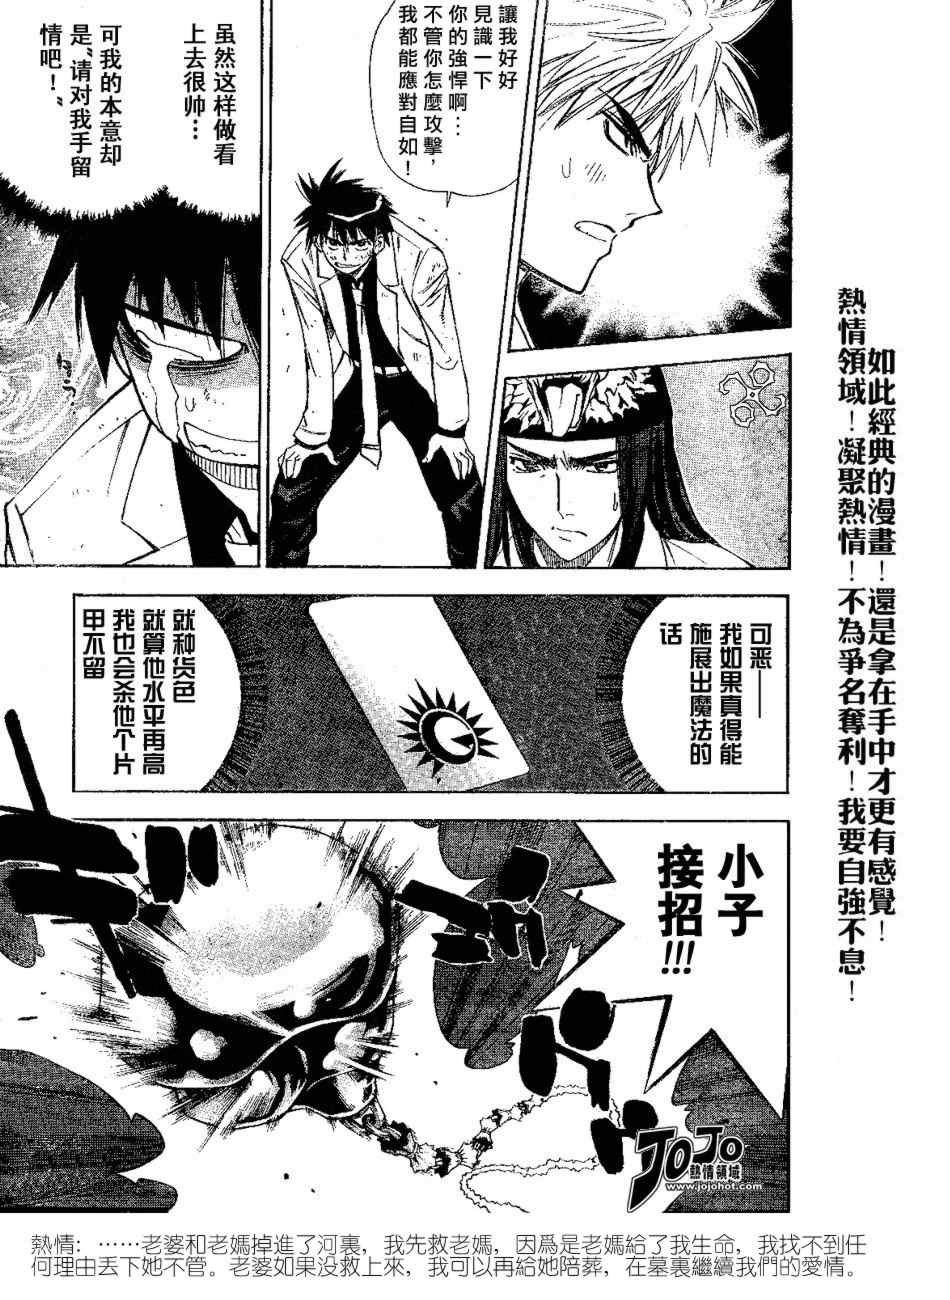 讓我好好
見識一下
你的強悍啊…
不管你怎麼攻擊，
我都能應對自如！
虽然这样做看
上去很帅…
可我的本意却
是"请对我手留
情吧！"
可恶——
我如果真得能
施展出魔法的
话
就种货色
就算他水平再高
我也会杀他个片
甲不留
小子
接招!!!
如此經典的漫畫！還是拿在手中才更有感覺！
熱情領域！凝聚熱情！不為爭名奪利！我要自強不息！
JOJO
熱情領域
www.jojohot.com
熱情：……老婆和老媽掉進了河裏，我先救老媽，因爲是老媽給了我生命，我找不到任
何理由丟下她不管。老婆如果没救上來，我可以再給她陪葬，在墓裏繼續我們的愛情。